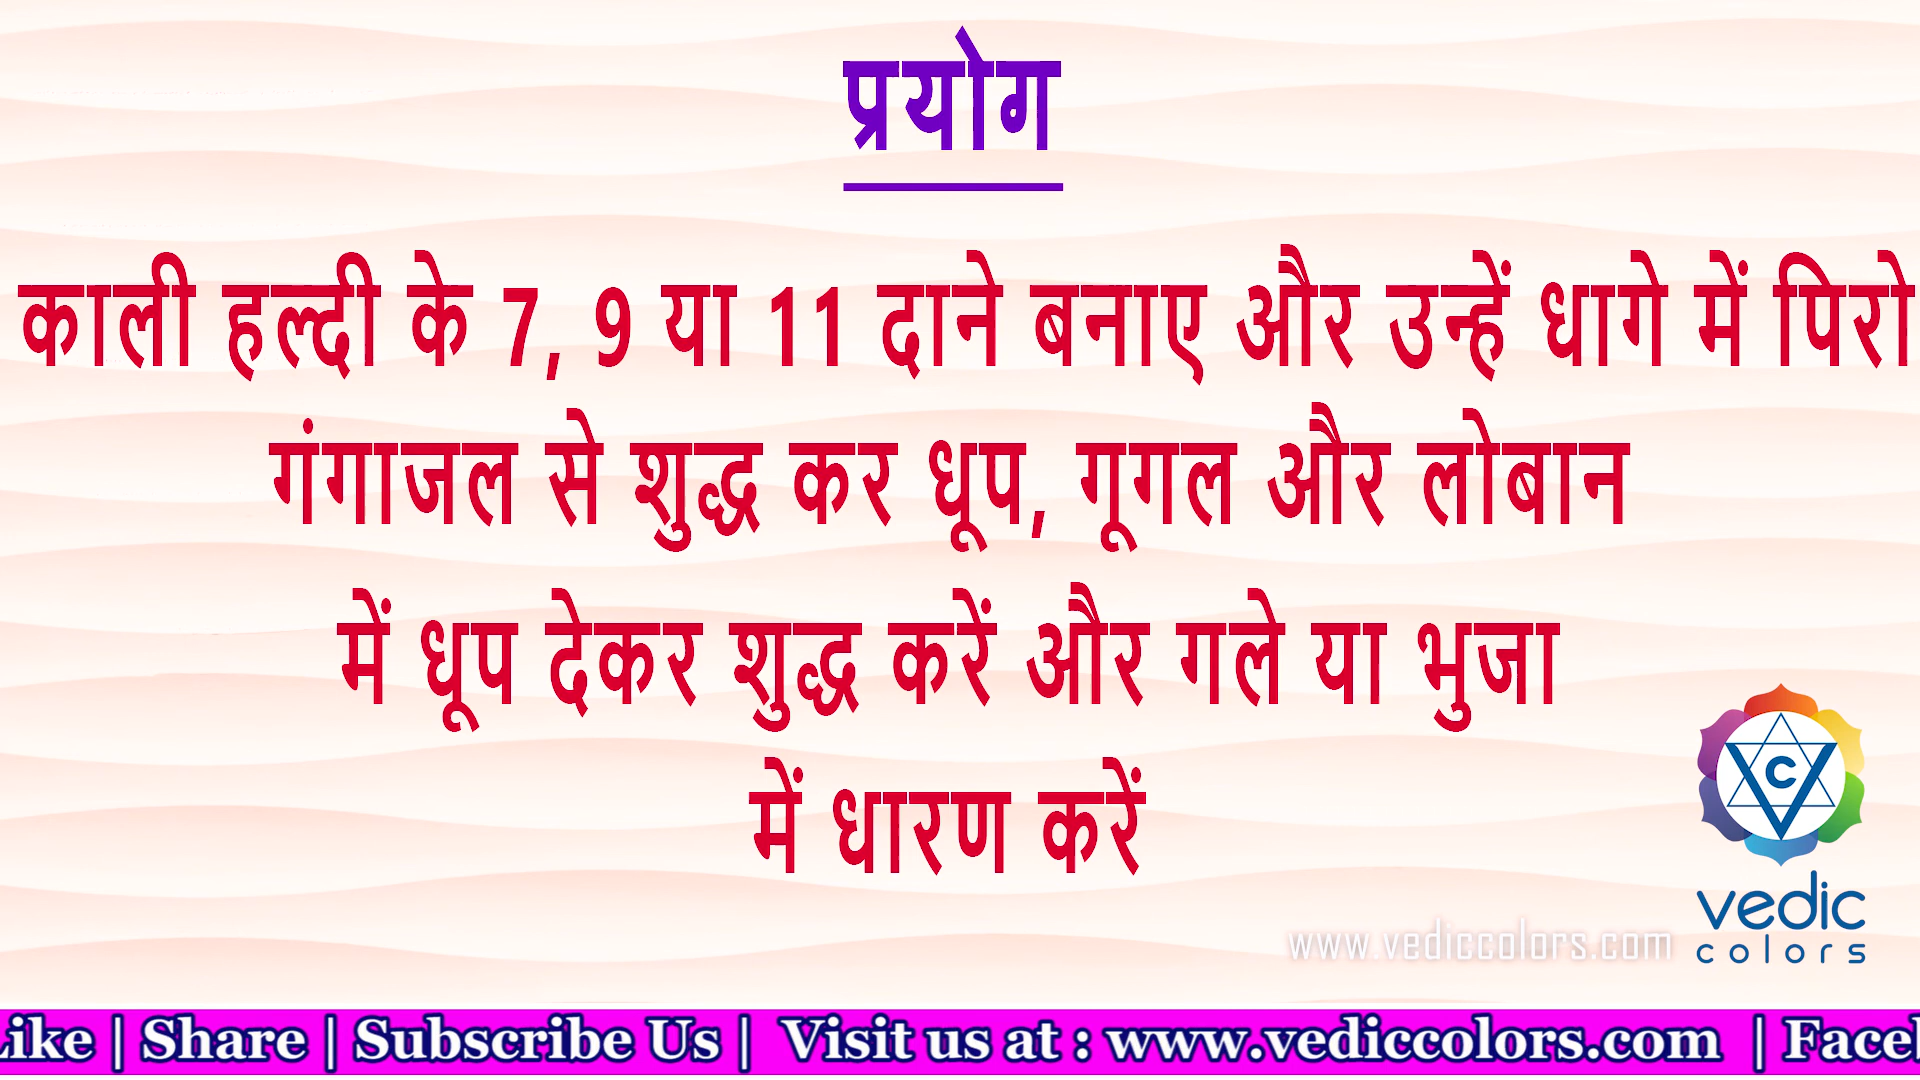 प्रयोग
काली हल्दी के 7, 9 या 11 दाने बनाए और उन्हें धागे में पिरो
गंगाजल से शुद्ध कर धूप, गूगल और लोबान
में धूप देकर शुद्ध करें और गले या भुजा
में धारण करें
C
vedic
colors
www.vediccolors.com
Like | Share | Subscribe Us | Visit us at : www.vediccolors.com | Face